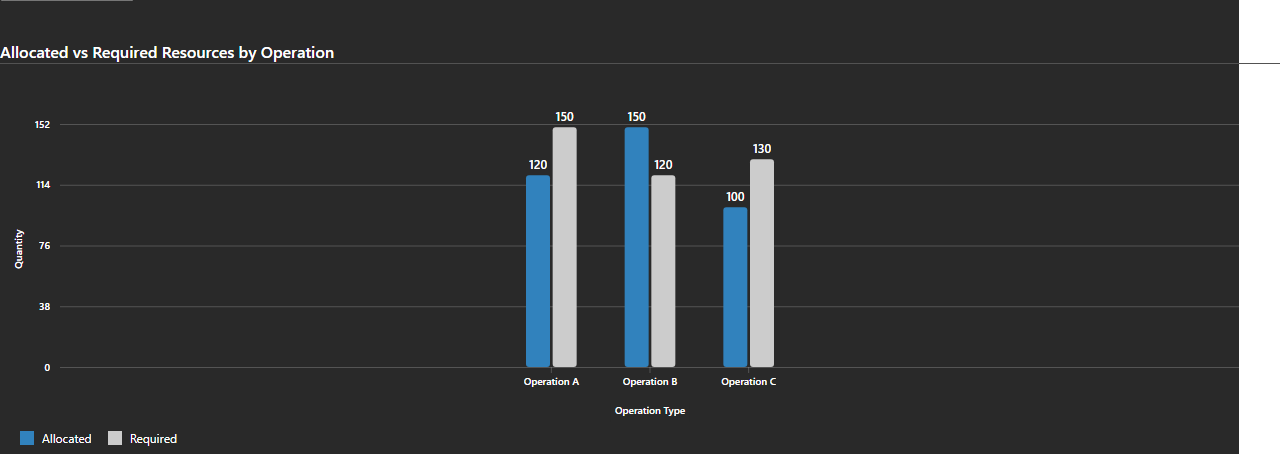 Allocated vs Required Resources by Operation
150 150
152
130
120 120
114
100
76
Quantity
38
0
Operation A Operation B Operation C
Operation Type
Allocated Required